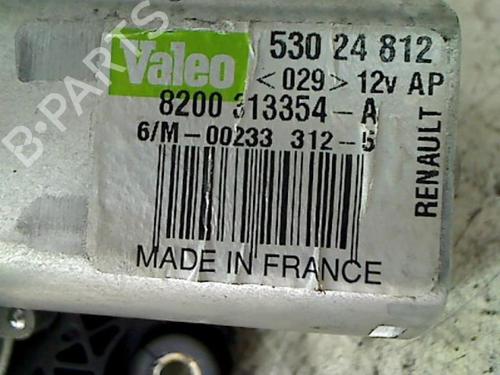 Valeo
530 24 812
<029> 12v AP
8200 313354-A
6/M-00233 312-5
RENAULT
MADE IN FRANCE
B-PARTS